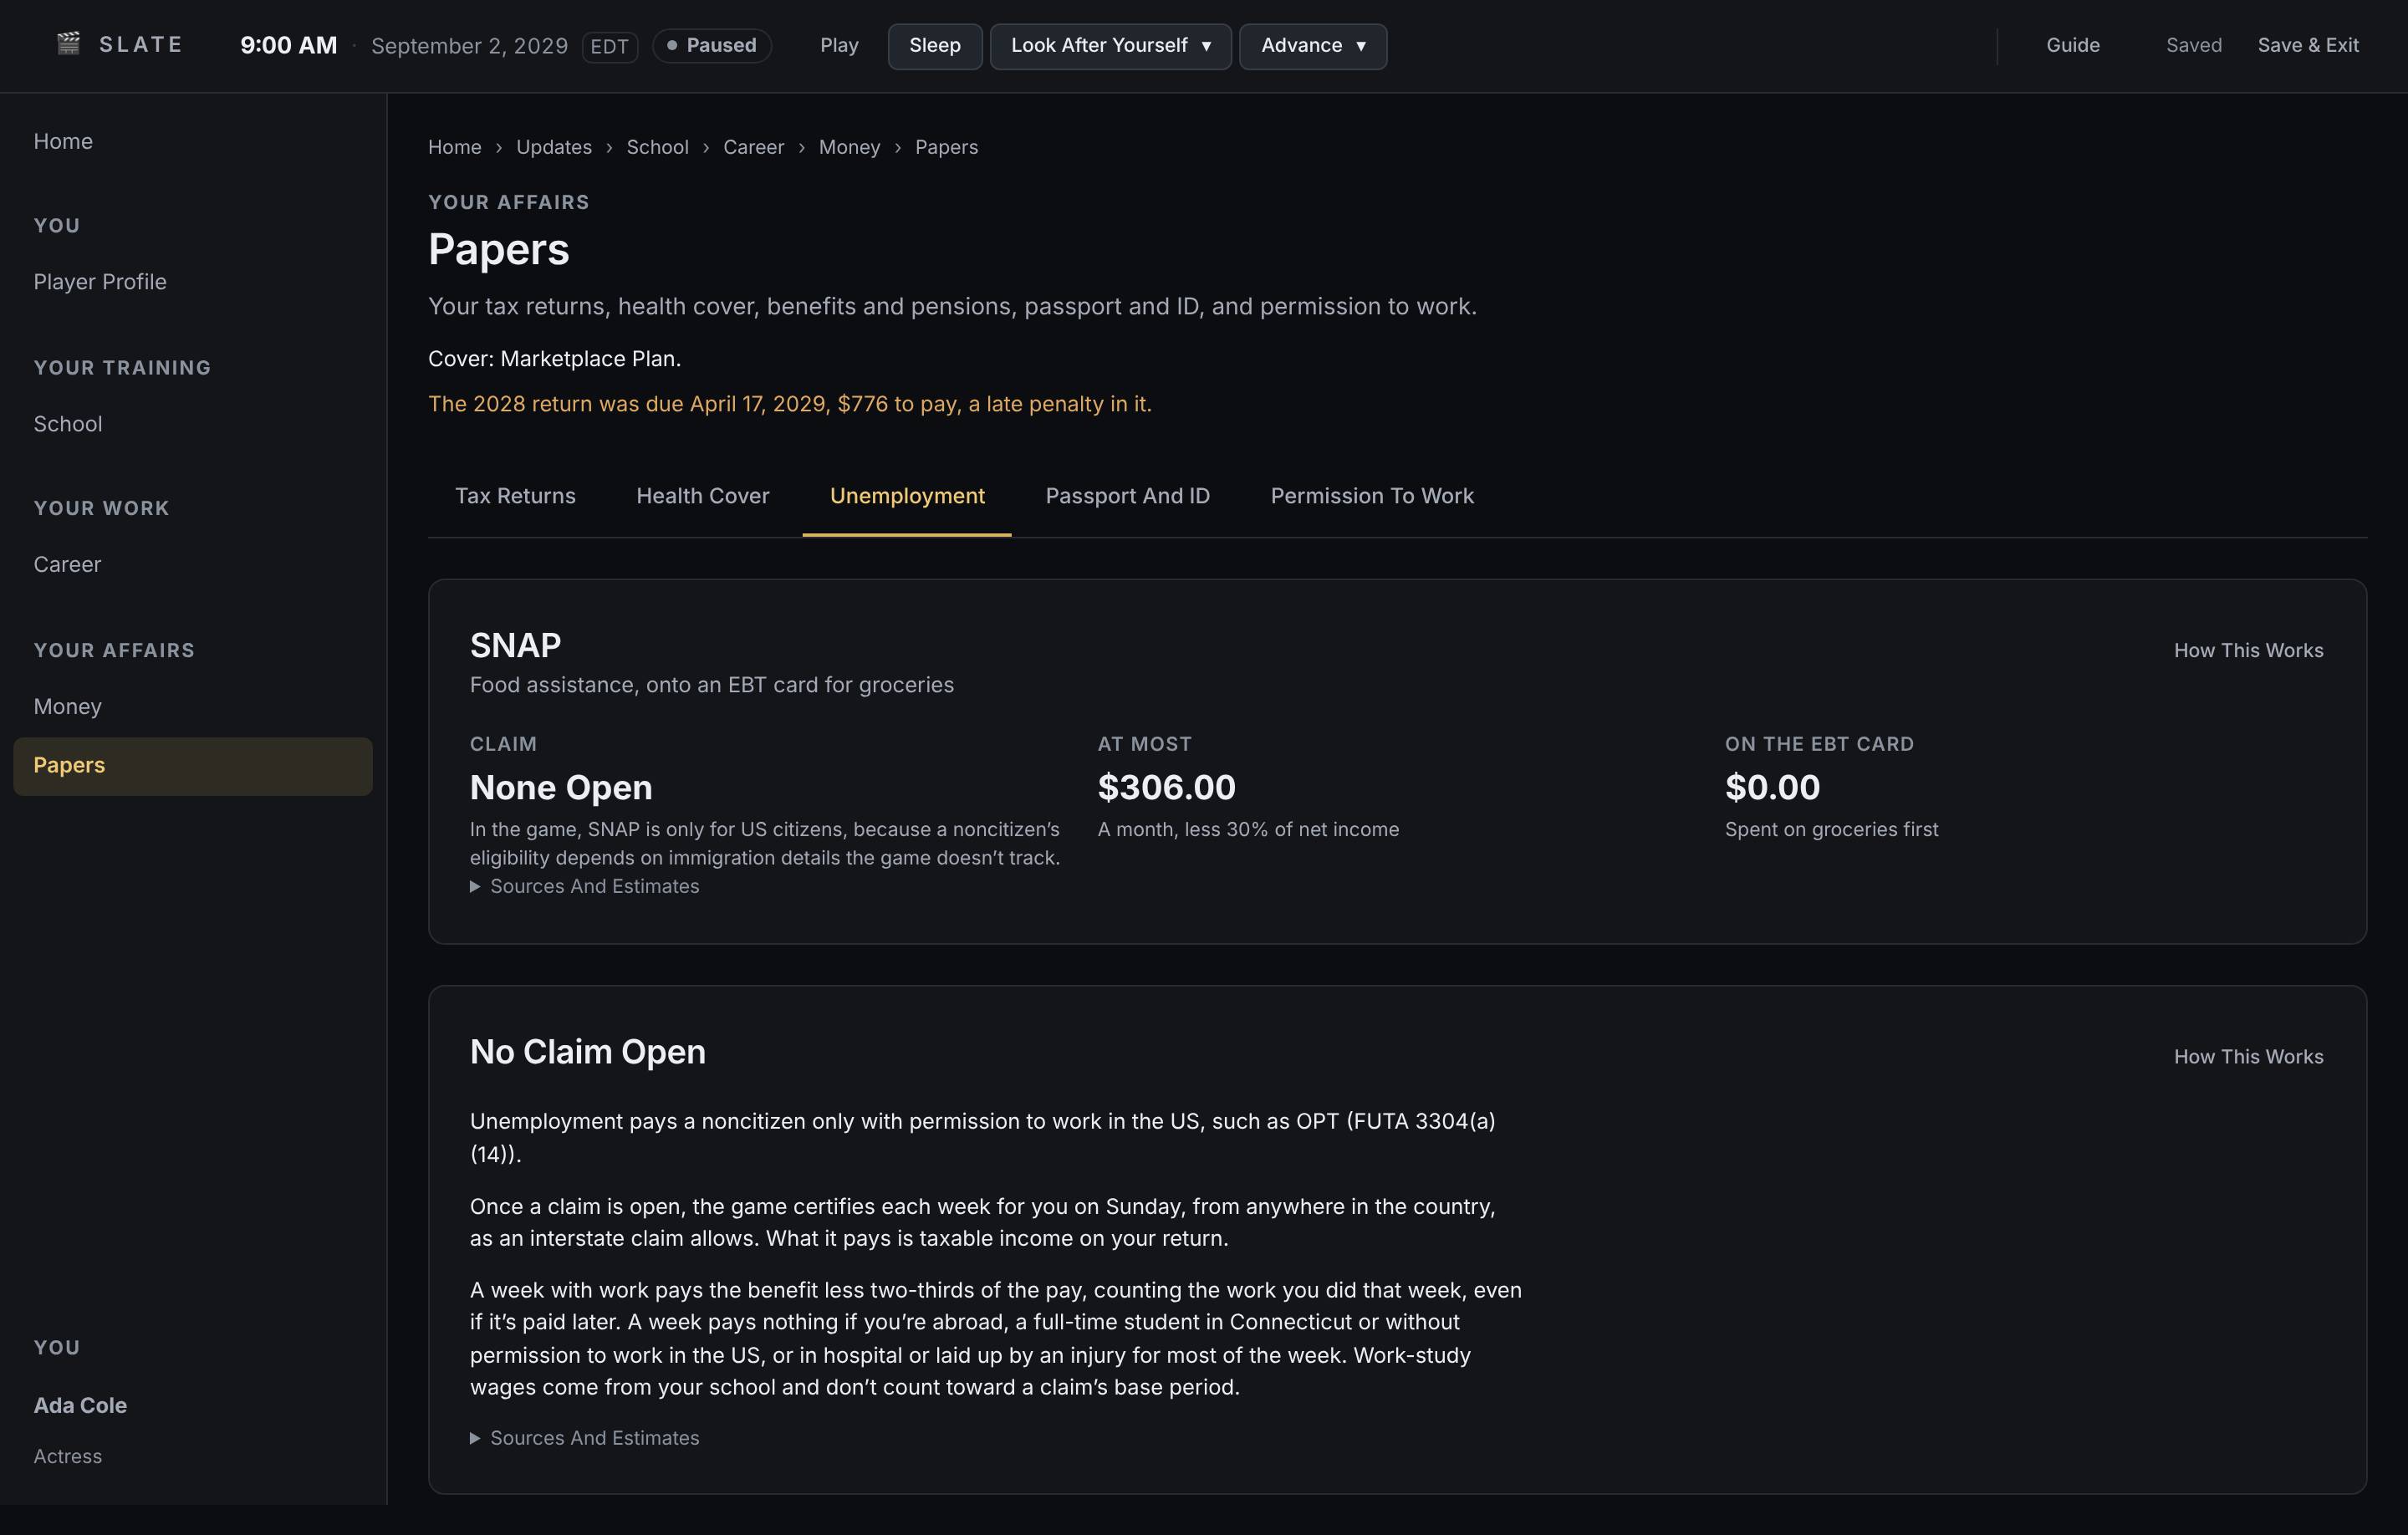 SLATE
9:00 AM · September 2, 2029 EDT Paused Play Sleep Look After Yourself ▾ Advance ▾ Guide Saved Save & Exit
Home
YOU
Player Profile
YOUR TRAINING
School
YOUR WORK
Career
YOUR AFFAIRS
Money
Papers
YOU
Ada Cole
Actress
Home › Updates › School › Career › Money › Papers
YOUR AFFAIRS
Papers
Your tax returns, health cover, benefits and pensions, passport and ID, and permission to work.
Cover: Marketplace Plan.
The 2028 return was due April 17, 2029, $776 to pay, a late penalty in it.
Tax Returns Health Cover Unemployment Passport And ID Permission To Work
SNAP
How This Works
Food assistance, onto an EBT card for groceries
CLAIM
None Open
In the game, SNAP is only for US citizens, because a noncitizen’s
eligibility depends on immigration details the game doesn’t track.
▶ Sources And Estimates
AT MOST
$306.00
A month, less 30% of net income
ON THE EBT CARD
$0.00
Spent on groceries first
No Claim Open
How This Works
Unemployment pays a noncitizen only with permission to work in the US, such as OPT (FUTA 3304(a)
(14)).
Once a claim is open, the game certifies each week for you on Sunday, from anywhere in the country,
as an interstate claim allows. What it pays is taxable income on your return.
A week with work pays the benefit less two-thirds of the pay, counting the work you did that week, even
if it’s paid later. A week pays nothing if you’re abroad, a full-time student in Connecticut or without
permission to work in the US, or in hospital or laid up by an injury for most of the week. Work-study
wages come from your school and don’t count toward a claim’s base period.
▶ Sources And Estimates